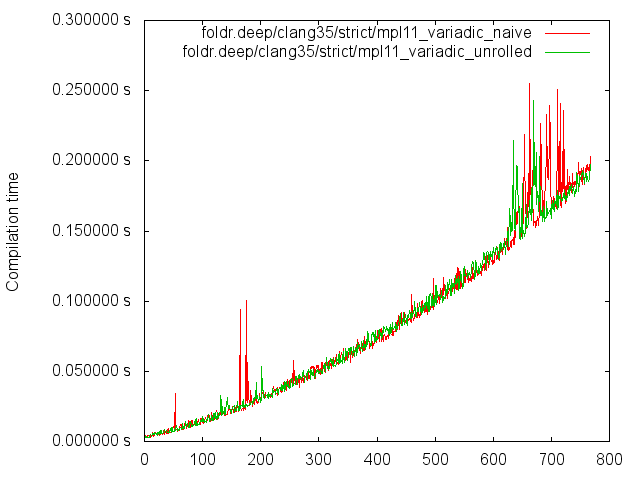 0.300000 s
foldr.deep/clang35/strict/mpl11_variadic_naive
foldr.deep/clang35/strict/mpl11_variadic_unrolled
0.250000 s
0.200000 s
Compilation time
0.150000 s
0.100000 s
0.050000 s
0.000000 s
0 100 200 300 400 500 600 700 800